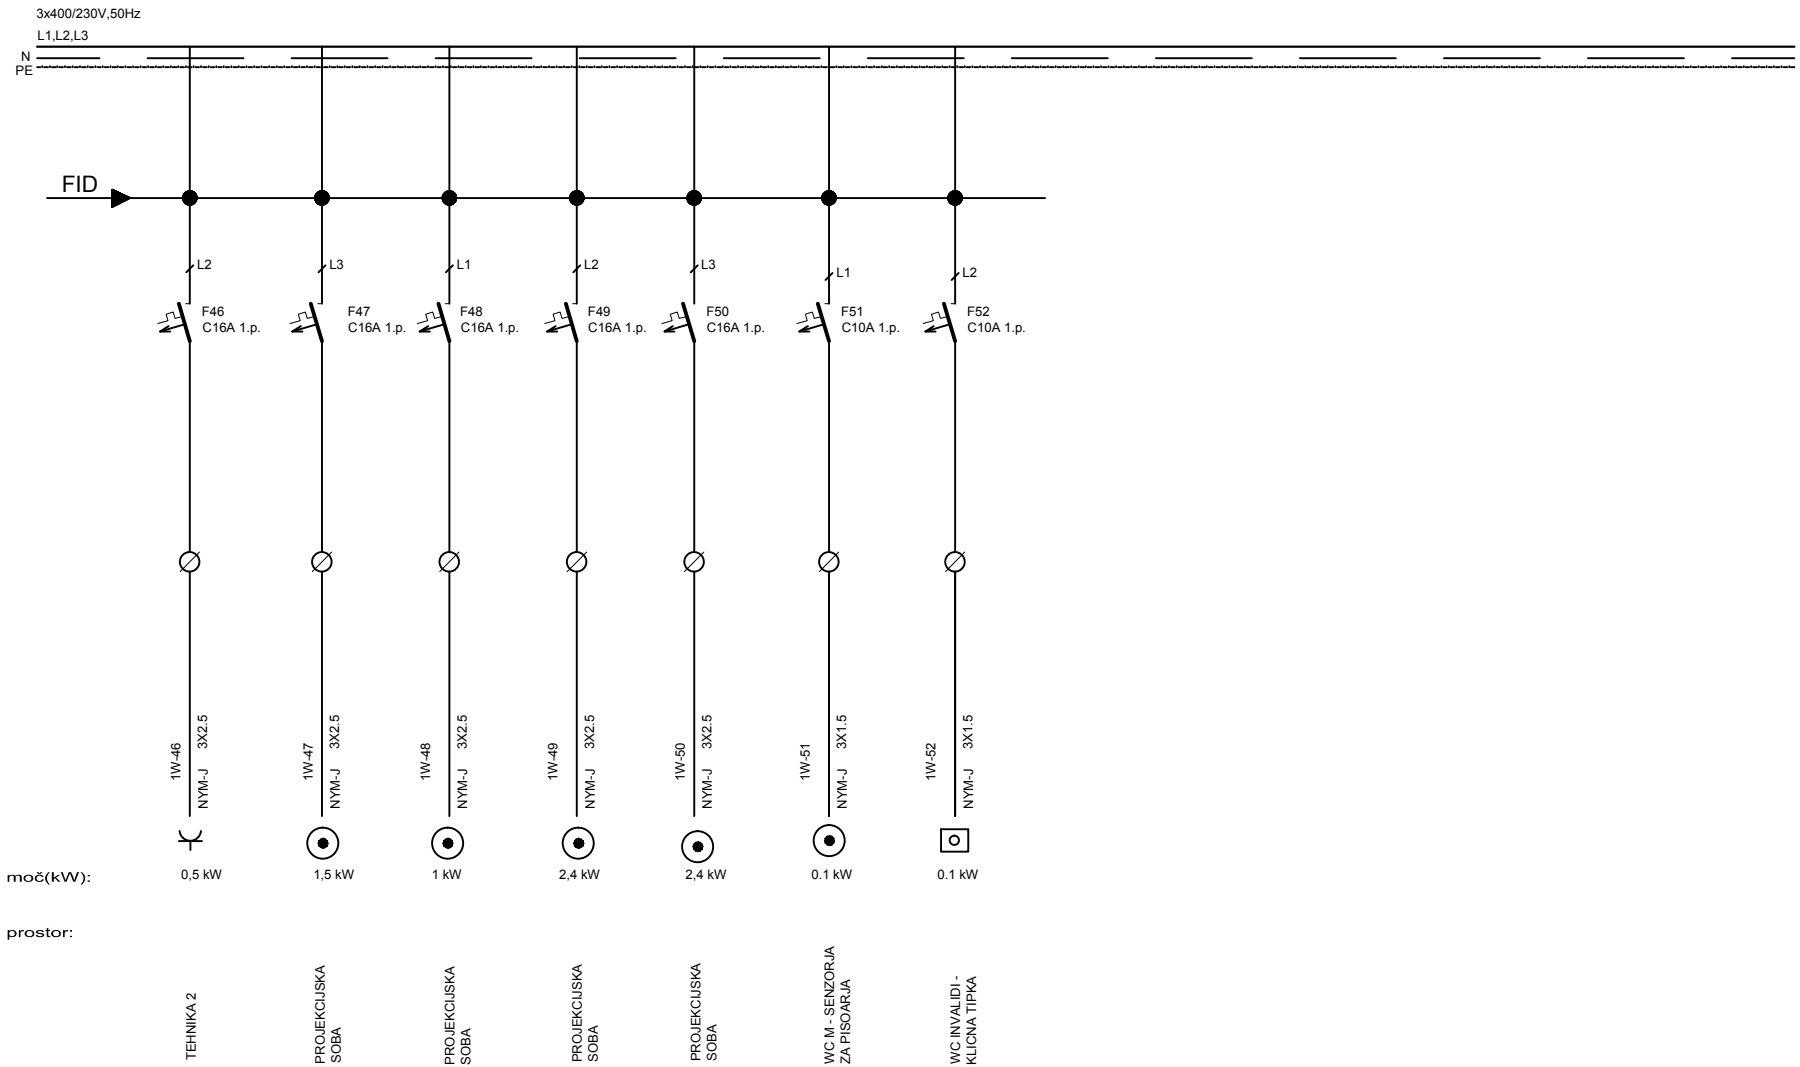 3x400/230V,50Hz
L1,L2,L3
N
PE
FID
L2
L3
L1
L2
L3
L1
L2
F46
C16A 1.p.
F47
C16A 1.p.
F48
C16A 1.p.
F49
C16A 1.p.
F50
C16A 1.p.
F51
C10A 1.p.
F52
C10A 1.p.
1W-46
NYM-J 3X2.5
1W-47
NYM-J 3X2.5
1W-48
NYM-J 3X2.5
1W-49
NYM-J 3X2.5
1W-50
NYM-J 3X2.5
1W-51
NYM-J 3X1.5
1W-52
NYM-J 3X1.5
moč(kW):
0,5 kW
1,5 kW
1 kW
2,4 kW
2,4 kW
0.1 kW
0.1 kW
prostor:
TEHNIKA 2
PROJEKCIJSKA
SOBA
PROJEKCIJSKA
SOBA
PROJEKCIJSKA
SOBA
PROJEKCIJSKA
SOBA
WC M - SENZORJA
ZA PISOARJA
WC INVALIDI -
KLICNA TIPKA